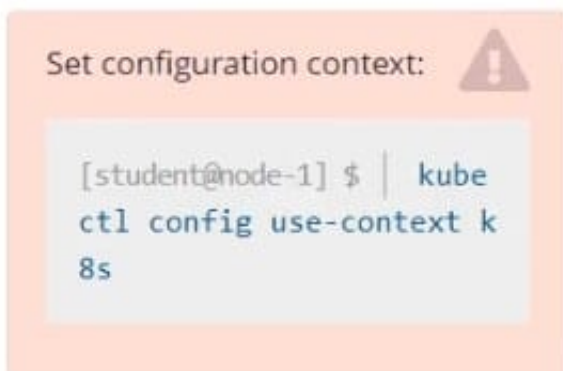 Set configuration context:
[student@node-1] $ | kube
ctl config use-context k
8s